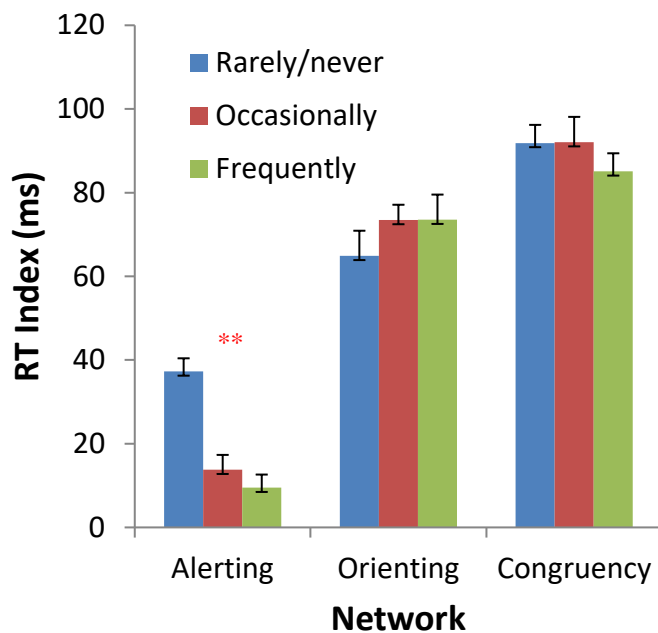 120
100
80
60
40
20
0
RT Index (ms)
Rarely/never
Occasionally
Frequently
**
Alerting Orienting Congruency
Network